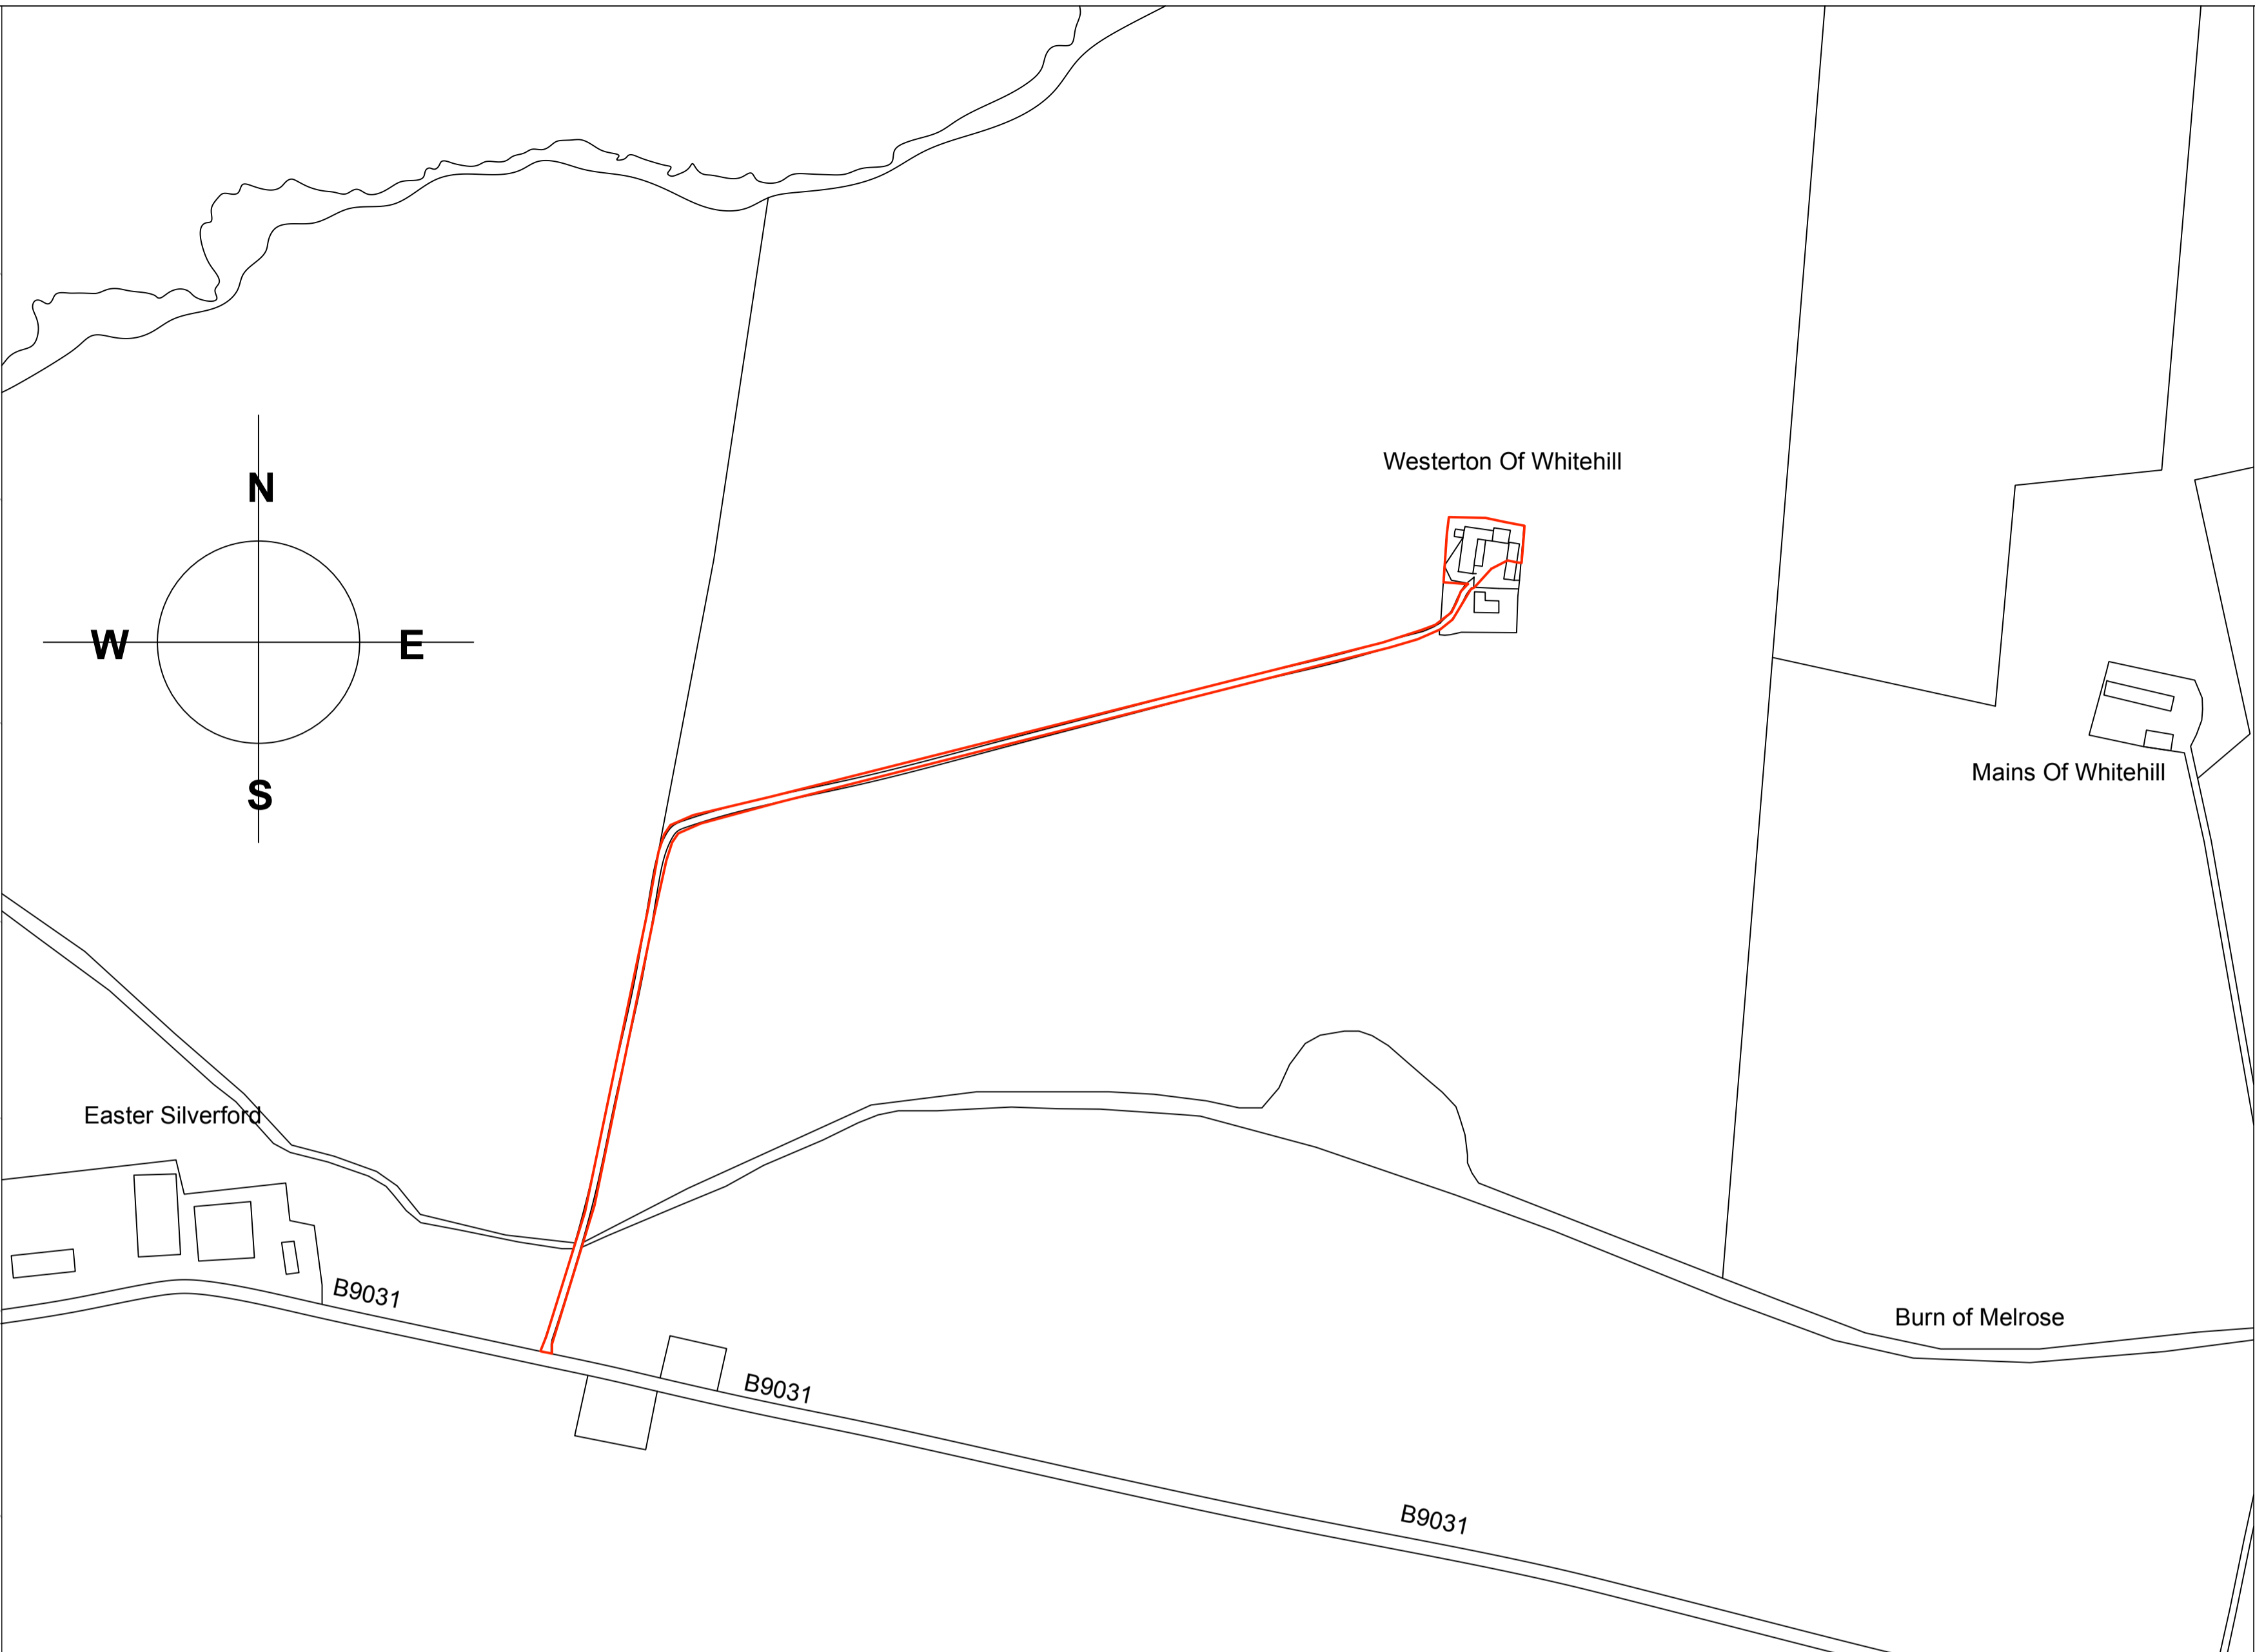 Westerton Of Whitehill
N
W
E
S
Mains Of Whitehill
Easter Silverford
B9031
Burn of Melrose
B9031
B9031